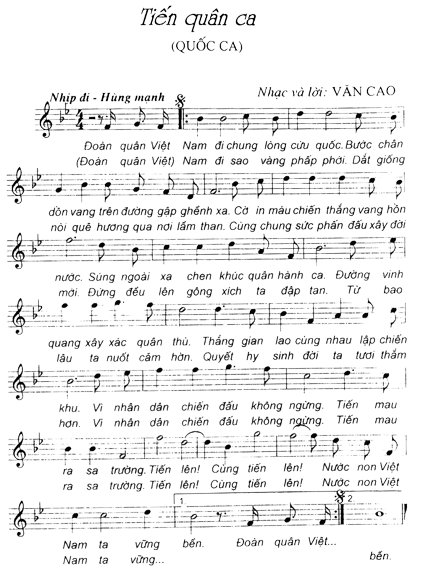 Tiến quân ca
(QUỐC CA)
Nhịp đi - Hùng mạnh
Nhạc và lời: VĂN CAO
Đoàn quân Việt Nam đi chung lòng cứu quốc. Bước chân
(Đoàn quân Việt) Nam đi sao vàng phấp phới. Dắt giống
dồn vang trên đường gập ghềnh xa. Cờ in máu chiến thắng vang hồn
nòi quê hương qua nơi lầm than. Cùng chung sức phấn đấu xây đời
nước. Súng ngoài xa chen khúc quân hành ca. Đường vinh
mới. Đứng đều lên gông xích ta đập tan. Từ bao
quang xây xác quân thù. Thắng gian lao cùng nhau lập chiến
lâu ta nuốt căm hờn. Quyết hy sinh đời ta tươi thắm
khu. Vì nhân dân chiến đấu không ngừng. Tiến mau
hơn. Vì nhân dân chiến đấu không ngừng. Tiến mau
ra sa trường. Tiến lên! Cùng tiến lên! Nước non Việt
ra sa trường. Tiến lên! Cùng tiến lên! Nước non Việt
1. 2
Nam ta vững bền. Đoàn quân Việt...
Nam ta vững... bền.